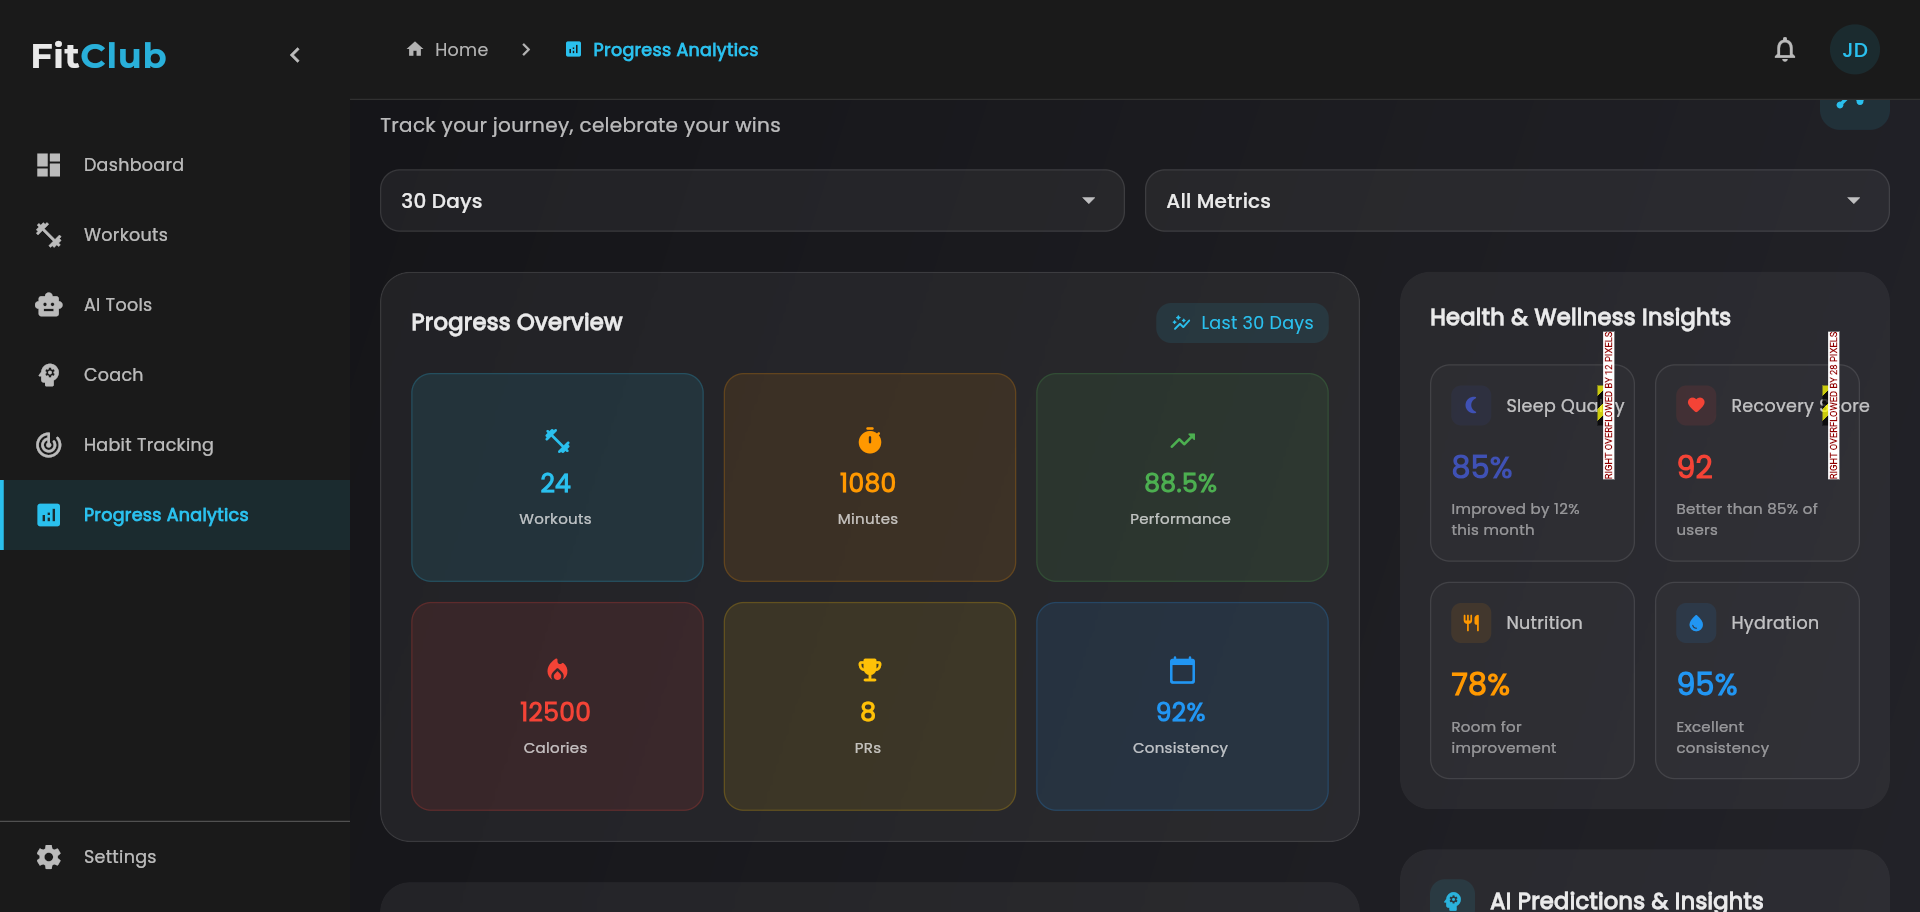 FitClub
Home
Progress Analytics
JD
Dashboard
Workouts
AI Tools
Coach
Habit Tracking
Progress Analytics
Settings
Track your journey, celebrate your wins
30 Days
All Metrics
Progress Overview
Last 30 Days
24
Workouts
1080
Minutes
88.5%
Performance
12500
Calories
8
PRs
92%
Consistency
Health & Wellness Insights
Sleep
RIGHT OVERFLOWED BY 12 PIXELS
85%
Improved by 12%
this month
Recovery
RIGHT OVERFLOWED BY 28 PIXELS
92
Better than 85% of
users
Nutrition
78%
Room for
improvement
Hydration
95%
Excellent
consistency
AI Predictions & Insights